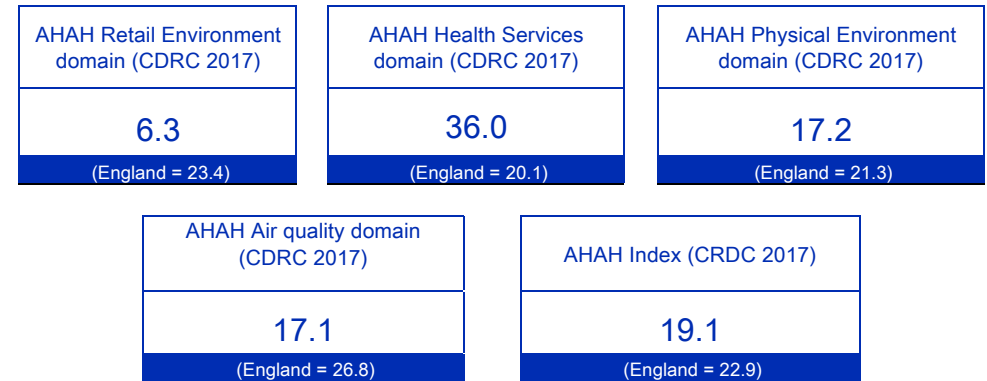 AHAH Retail Environment
domain (CDRC 2017)
6.3
(England = 23.4)
AHAH Health Services
domain (CDRC 2017)
36.0
(England = 20.1)
AHAH Physical Environment
domain (CDRC 2017)
17.2
(England = 21.3)
AHAH Air quality domain
(CDRC 2017)
17.1
(England = 26.8)
AHAH Index (CRDC 2017)
19.1
(England = 22.9)